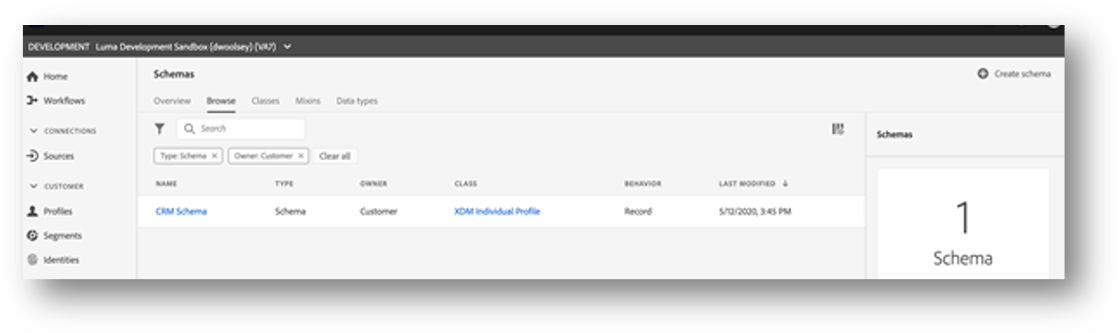 DEVELOPMENT Luma Development Sandbox (dwoolsey) (VA7)
Home
Workflows
CONNECTIONS
Sources
CUSTOMER
Profiles
Segments
Identities
Schemas
Create schema
Overview Browse Classes Mixins Data types
Search
Type: Schema × Owner: Customer × Clear all
NAME TYPE OWNER CLASS BEHAVIOR LAST MODIFIED ↓
CRM Schema Schema Customer XDM Individual Profile Record 5/12/2020, 3:45 PM
Schemas
1
Schema